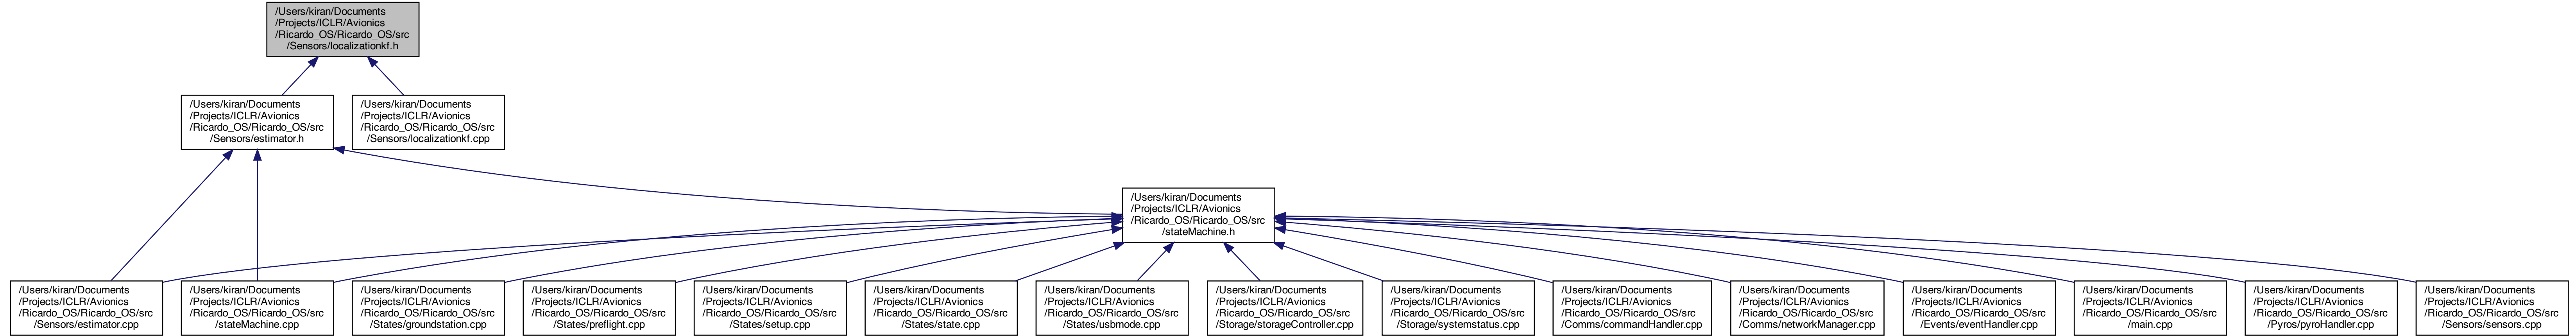 /Users/kiran/Documents
/Projects/ICLR/Avionics
/Ricardo_OS/Ricardo_OS/src
/Sensors/localizationkf.h
/Users/kiran/Documents
/Projects/ICLR/Avionics
/Ricardo_OS/Ricardo_OS/src
/Sensors/estimator.h
/Users/kiran/Documents
/Projects/ICLR/Avionics
/Ricardo_OS/Ricardo_OS/src
/Sensors/localizationkf.cpp
/Users/kiran/Documents
/Projects/ICLR/Avionics
/Ricardo_OS/Ricardo_OS/src
/stateMachine.h
/Users/kiran/Documents
/Projects/ICLR/Avionics
/Ricardo_OS/Ricardo_OS/src
/Sensors/estimator.cpp
/Users/kiran/Documents
/Projects/ICLR/Avionics
/Ricardo_OS/Ricardo_OS/src
/stateMachine.cpp
/Users/kiran/Documents
/Projects/ICLR/Avionics
/Ricardo_OS/Ricardo_OS/src
/States/groundstation.cpp
/Users/kiran/Documents
/Projects/ICLR/Avionics
/Ricardo_OS/Ricardo_OS/src
/States/preflight.cpp
/Users/kiran/Documents
/Projects/ICLR/Avionics
/Ricardo_OS/Ricardo_OS/src
/States/setup.cpp
/Users/kiran/Documents
/Projects/ICLR/Avionics
/Ricardo_OS/Ricardo_OS/src
/States/state.cpp
/Users/kiran/Documents
/Projects/ICLR/Avionics
/Ricardo_OS/Ricardo_OS/src
/States/usbmode.cpp
/Users/kiran/Documents
/Projects/ICLR/Avionics
/Ricardo_OS/Ricardo_OS/src
/Storage/storageController.cpp
/Users/kiran/Documents
/Projects/ICLR/Avionics
/Ricardo_OS/Ricardo_OS/src
/Storage/systemstatus.cpp
/Users/kiran/Documents
/Projects/ICLR/Avionics
/Ricardo_OS/Ricardo_OS/src
/Comms/commandHandler.cpp
/Users/kiran/Documents
/Projects/ICLR/Avionics
/Ricardo_OS/Ricardo_OS/src
/Comms/networkManager.cpp
/Users/kiran/Documents
/Projects/ICLR/Avionics
/Ricardo_OS/Ricardo_OS/src
/Events/eventHandler.cpp
/Users/kiran/Documents
/Projects/ICLR/Avionics
/Ricardo_OS/Ricardo_OS/src
/main.cpp
/Users/kiran/Documents
/Projects/ICLR/Avionics
/Ricardo_OS/Ricardo_OS/src
/Pyros/pyroHandler.cpp
/Users/kiran/Documents
/Projects/ICLR/Avionics
/Ricardo_OS/Ricardo_OS/src
/Sensors/sensors.cpp